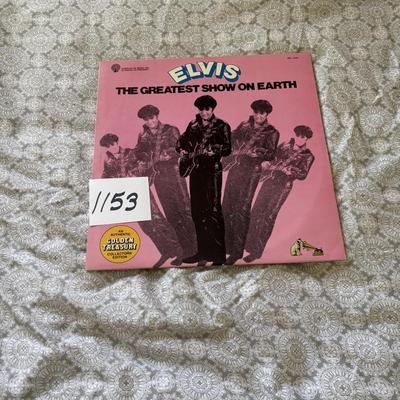 ELVIS
THE GREATEST SHOW ON EARTH
1153
AN
AUTHENTIC
GOLDEN
TREASURY
COLLECTORS
EDITION